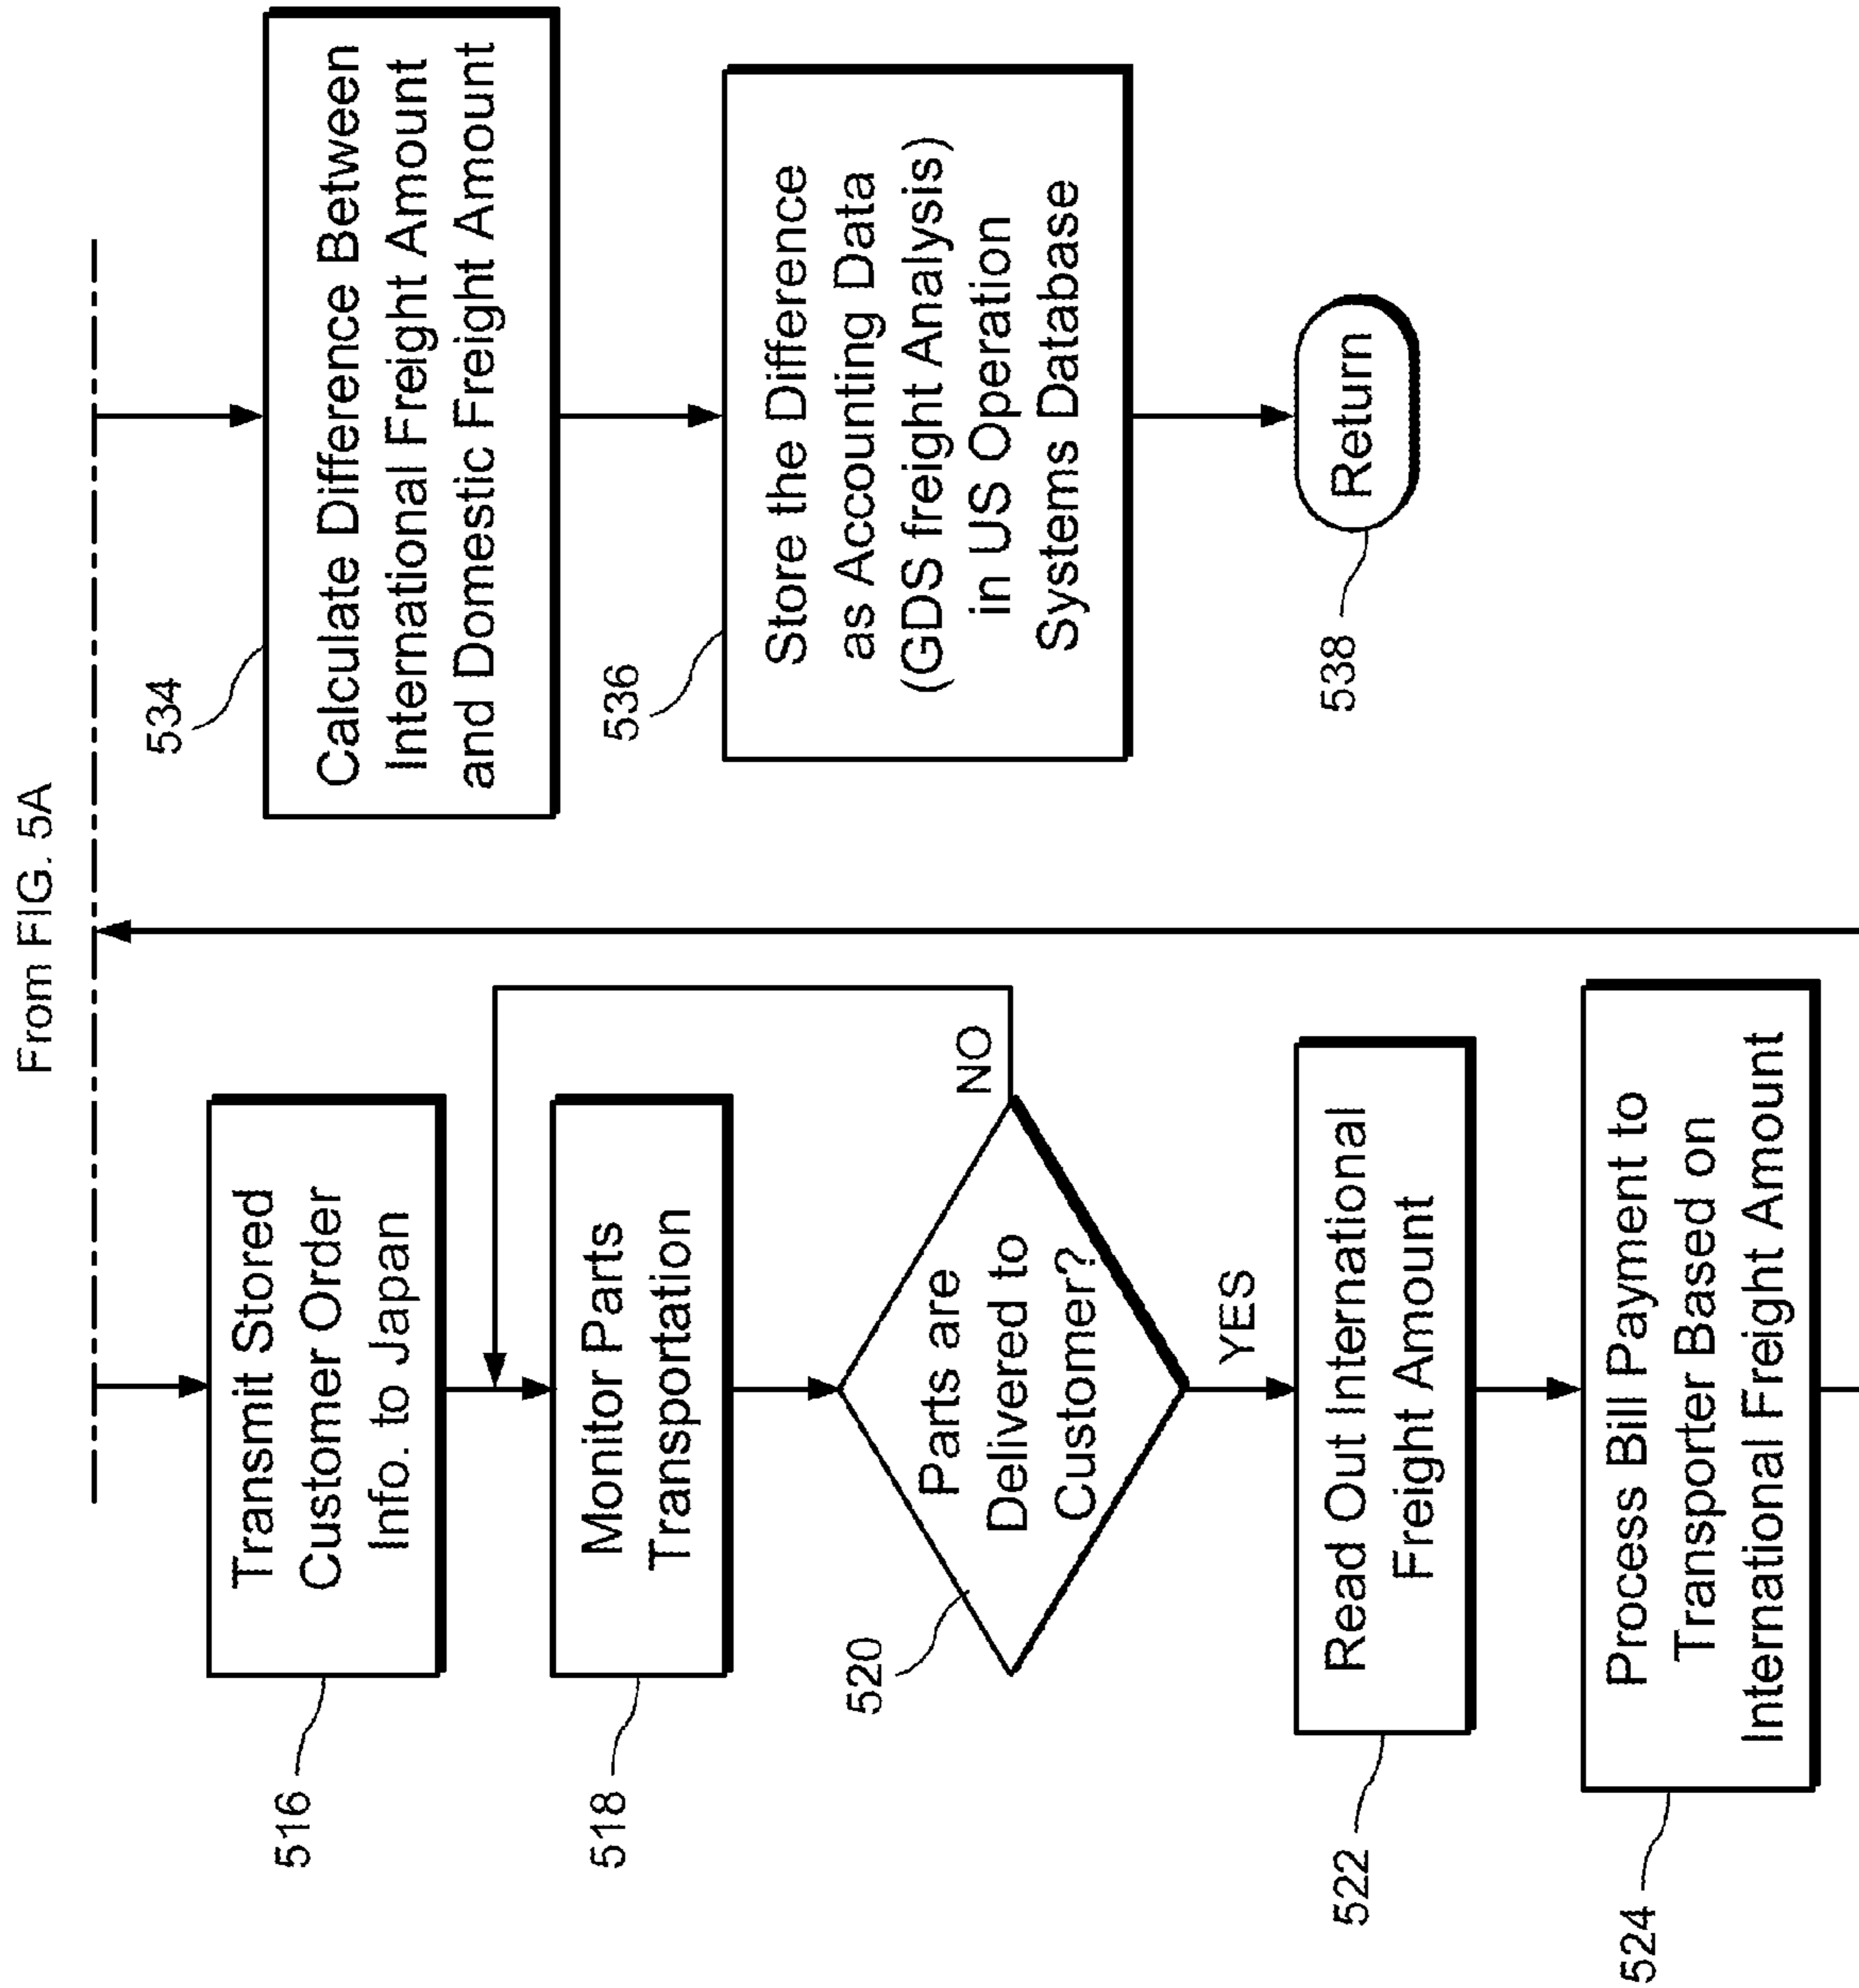 From FIG. 5A
516
Transmit Stored
Customer Order
Info. to Japan
518
Monitor Parts
Transportation
520
Parts are
Delivered to
Customer?
NO
YES
522
Read Out International
Freight Amount
524
Process Bill Payment to
Transporter Based on
International Freight Amount
534
Calculate Difference Between
International Freight Amount
and Domestic Freight Amount
536
Store the Difference
as Accounting Data
(GDS freight Analysis)
in US Operation
Systems Database
538
Return